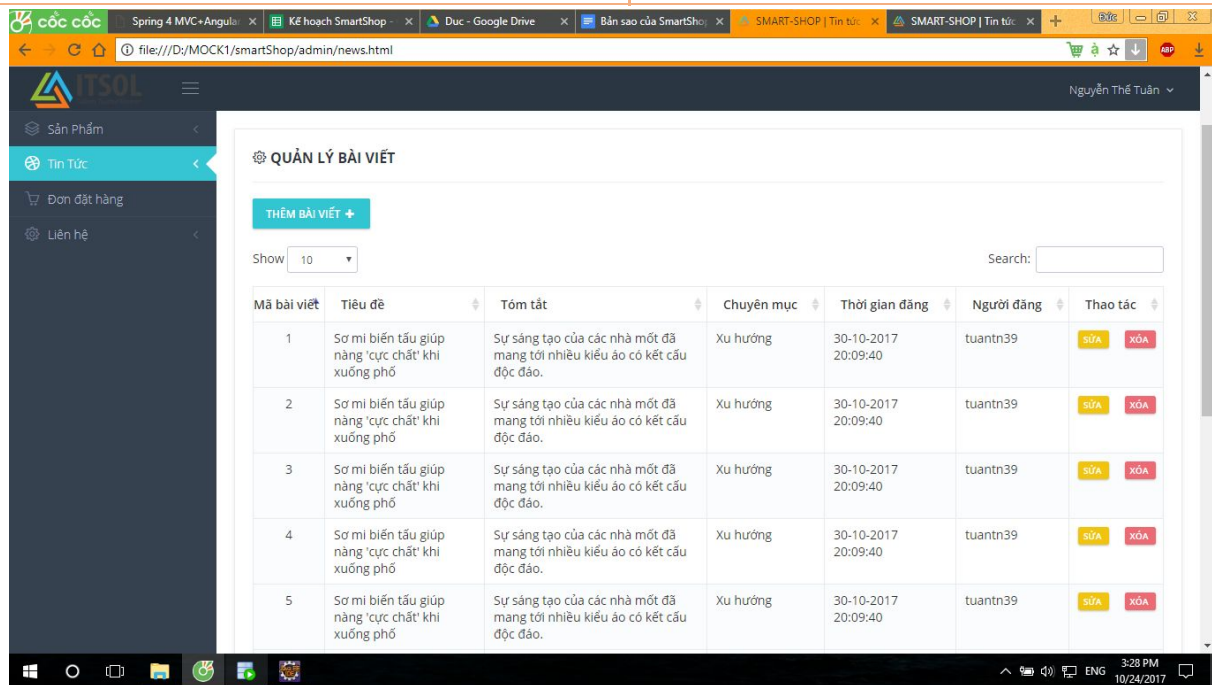 cốc cốc Spring 4 MVC+Angular Kế hoạch SmartShop - Duc - Google Drive Bản sao của SmartShop SMART-SHOP | Tin tức SMART-SHOP | Tin tức Đức
file:///D:/MOCK1/smartShop/admin/news.html ABP
ITSOL Nguyễn Thế Tuân
Sản Phẩm
Tin Tức
Đơn đặt hàng
Liên hệ
QUẢN LÝ BÀI VIẾT
THÊM BÀI VIẾT +
Show 10 Search:
Mã bài viết Tiêu đề Tóm tắt Chuyên mục Thời gian đăng Người đăng Thao tác
1 Sơ mi biến tấu giúp Sự sáng tạo của các nhà mốt đã Xu hướng 30-10-2017 tuantn39 SỬA XÓA
nàng 'cực chất' khi mang tới nhiều kiểu áo có kết cấu 20:09:40
xuống phố độc đáo.
2 Sơ mi biến tấu giúp Sự sáng tạo của các nhà mốt đã Xu hướng 30-10-2017 tuantn39 SỬA XÓA
nàng 'cực chất' khi mang tới nhiều kiểu áo có kết cấu 20:09:40
xuống phố độc đáo.
3 Sơ mi biến tấu giúp Sự sáng tạo của các nhà mốt đã Xu hướng 30-10-2017 tuantn39 SỬA XÓA
nàng 'cực chất' khi mang tới nhiều kiểu áo có kết cấu 20:09:40
xuống phố độc đáo.
4 Sơ mi biến tấu giúp Sự sáng tạo của các nhà mốt đã Xu hướng 30-10-2017 tuantn39 SỬA XÓA
nàng 'cực chất' khi mang tới nhiều kiểu áo có kết cấu 20:09:40
xuống phố độc đáo.
5 Sơ mi biến tấu giúp Sự sáng tạo của các nhà mốt đã Xu hướng 30-10-2017 tuantn39 SỬA XÓA
nàng 'cực chất' khi mang tới nhiều kiểu áo có kết cấu 20:09:40
xuống phố độc đáo.
ENG 3:28 PM
10/24/2017